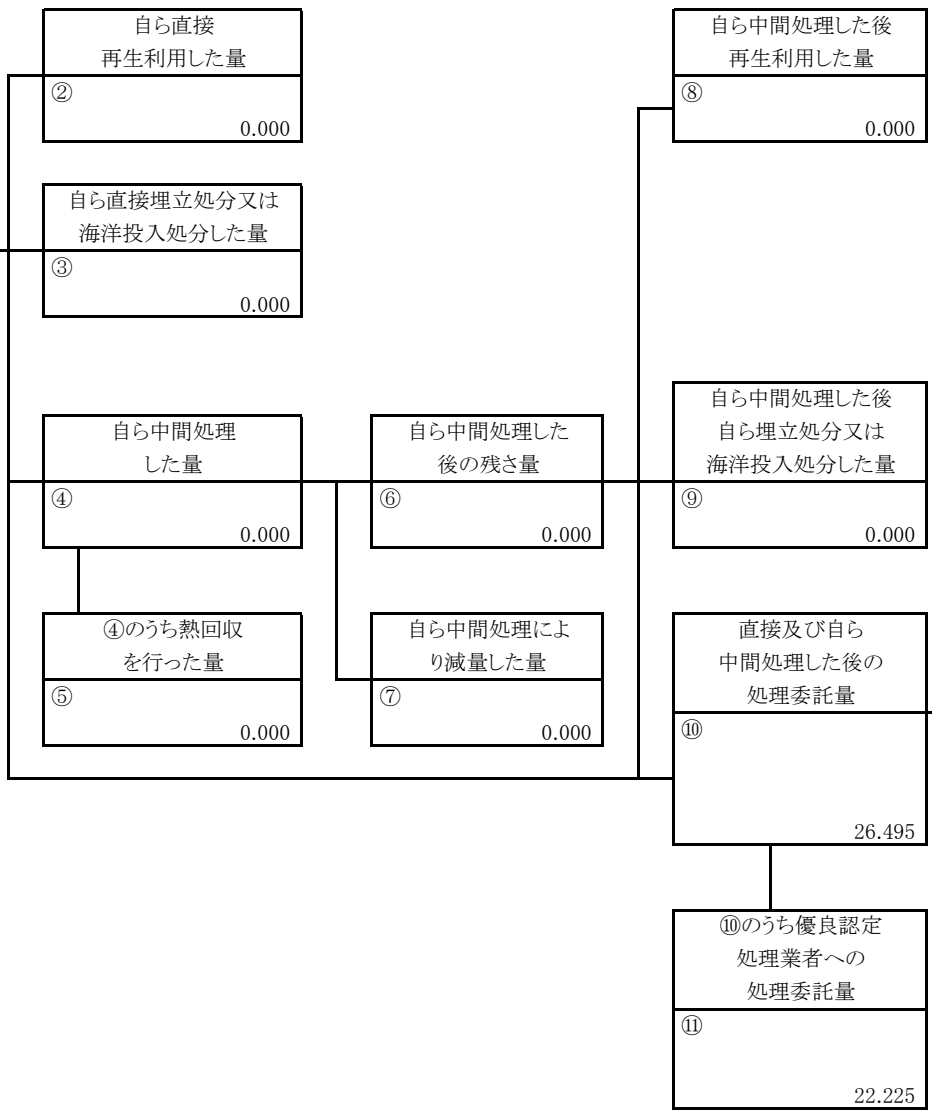 自ら直接
再生利用した量
②
0.000
自ら中間処理した後
再生利用した量
⑧
0.000
自ら直接埋立処分又は
海洋投入処分した量
③
0.000
自ら中間処理
した量
④
0.000
自ら中間処理した
後の残さ量
⑥
0.000
自ら中間処理した後
自ら埋立処分又は
海洋投入処分した量
⑨
0.000
④のうち熱回収
を行った量
⑤
0.000
自ら中間処理によ
り減量した量
⑦
0.000
直接及び自ら
中間処理した後の
処理委託量
⑩
26.495
⑩のうち優良認定
処理業者への
処理委託量
⑪
22.225